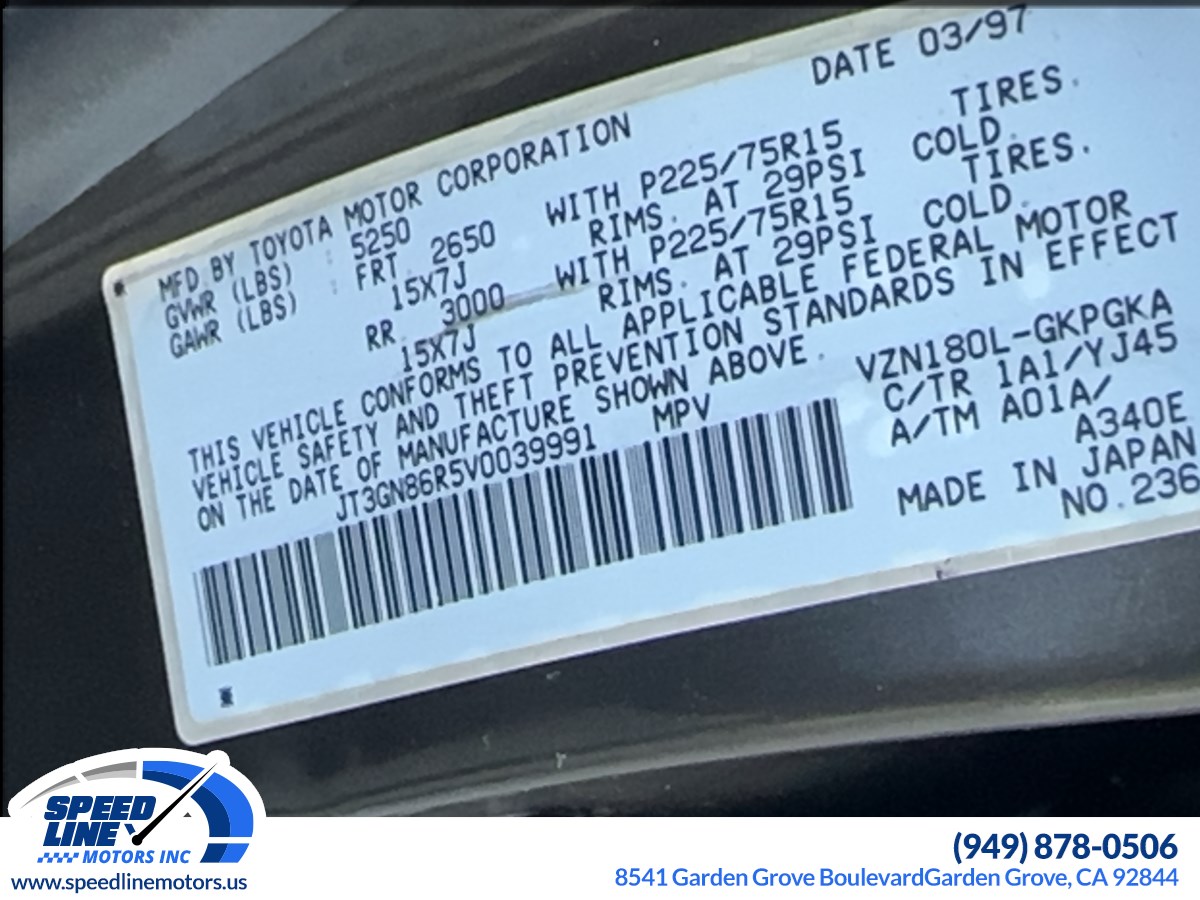 DATE 03/97
MFD. BY TOYOTA MOTOR CORPORATION
GVWR (LBS) : 5250
GAWR (LBS) : FRT. 2650 WITH P225/75R15 TIRES.
15X7J RIMS. AT 29PSI COLD.
RR. 3000 WITH P225/75R15 TIRES.
15X7J RIMS. AT 29PSI COLD.
THIS VEHICLE CONFORMS TO ALL APPLICABLE FEDERAL MOTOR
VEHICLE SAFETY AND THEFT PREVENTION STANDARDS IN EFFECT
ON THE DATE OF MANUFACTURE SHOWN ABOVE.
JT3GN86R5V0039991 MPV
VZN180L-GKPGKA
C/TR 1A1/YJ45
A/TM A01A/
A340E
MADE IN JAPAN
NO.236
SPEED
LINE
MOTORS INC
www.speedlinemotors.us
(949) 878-0506
8541 Garden Grove BoulevardGarden Grove, CA 92844